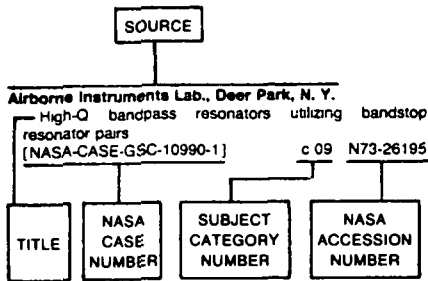 SOURCE
Airborne Instruments Lab., Deer Park, N. Y.
High-Q bandpass resonators utilizing bandstop
resonator pairs
[NASA-CASE-GSC-10990-1] c 09 N73-26195
TITLE
NASA
CASE
NUMBER
SUBJECT
CATEGORY
NUMBER
NASA
ACCESSION
NUMBER